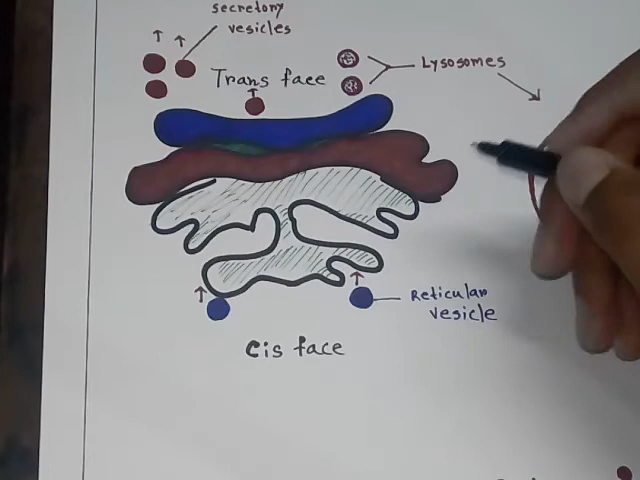 secretory
vesicles
Trans face
Lysosomes
Reticular
vesicle
Cis face